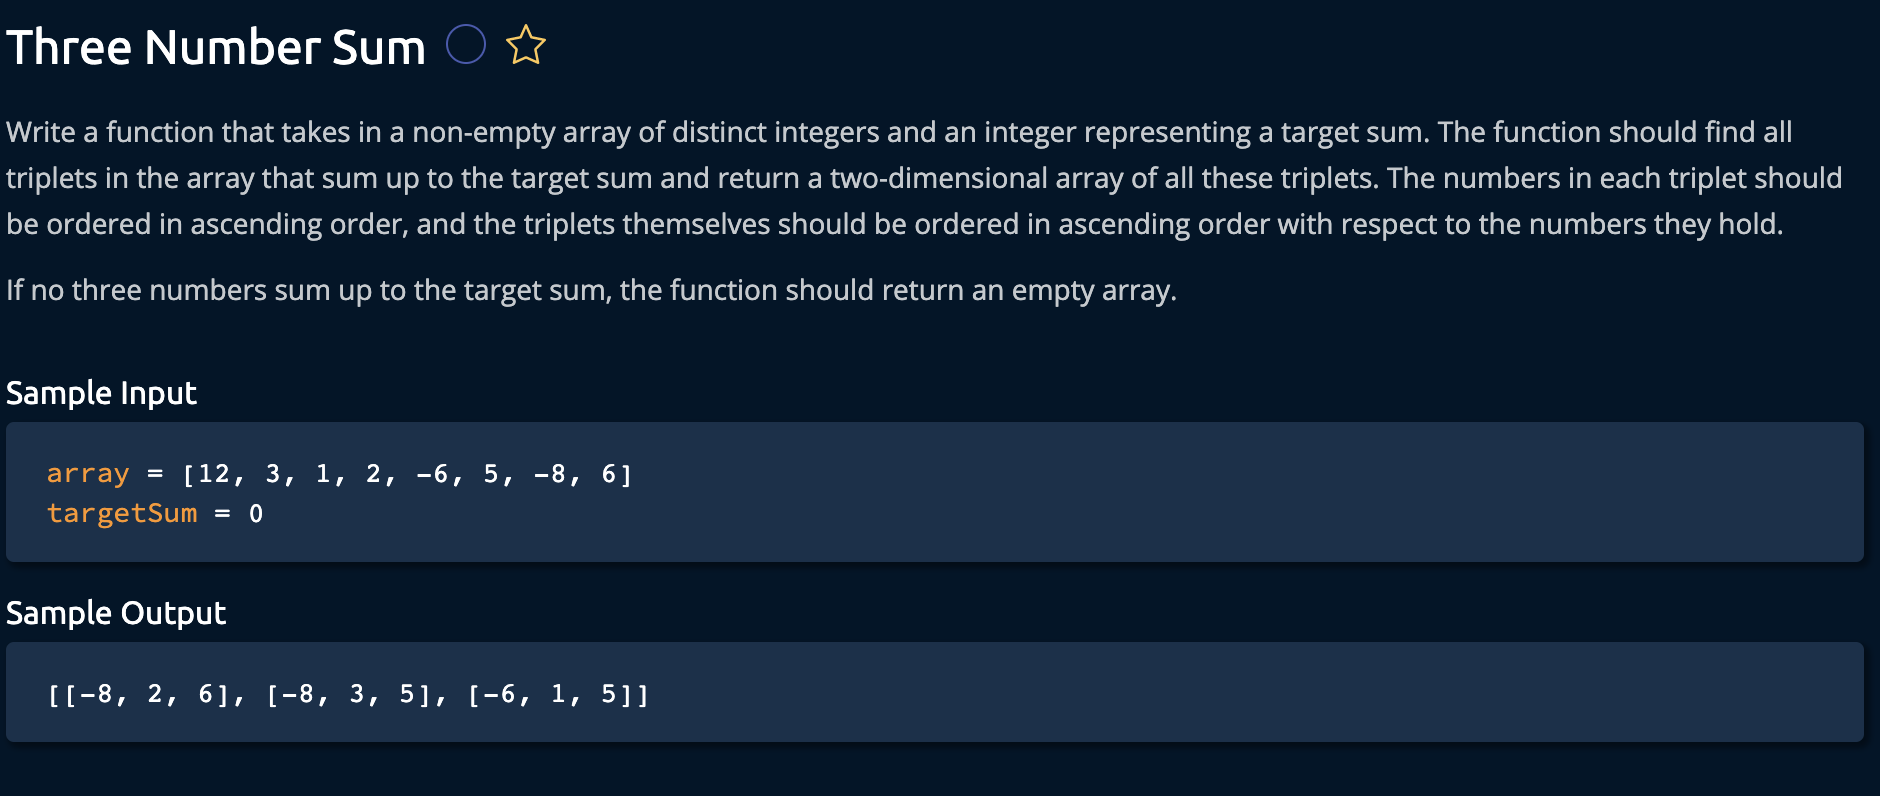 Three Number Sum
Write a function that takes in a non-empty array of distinct integers and an integer representing a target sum. The function should find all
triplets in the array that sum up to the target sum and return a two-dimensional array of all these triplets. The numbers in each triplet should
be ordered in ascending order, and the triplets themselves should be ordered in ascending order with respect to the numbers they hold.
If no three numbers sum up to the target sum, the function should return an empty array.
Sample Input
array = [12, 3, 1, 2, -6, 5, -8, 6]
targetSum = 0
Sample Output
[[-8, 2, 6], [-8, 3, 5], [-6, 1, 5]]